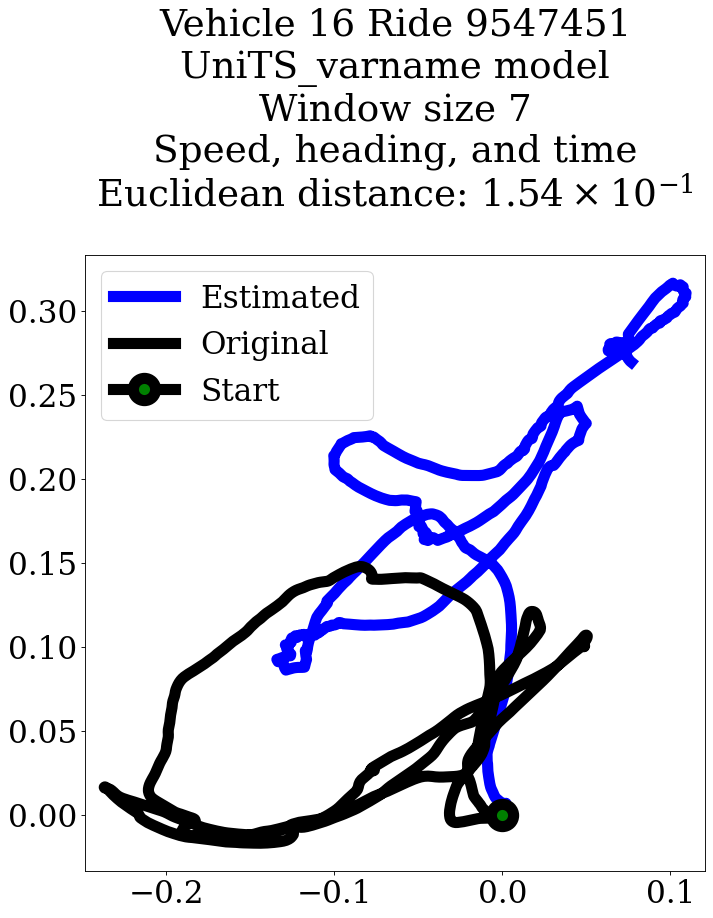 Vehicle 16 Ride 9547451
UniTS_varname model
Window size 7
Speed, heading, and time
Euclidean distance: 1.54 × 10⁻¹
Estimated
Original
Start
0.30
0.25
0.20
0.15
0.10
0.05
0.00
−0.2 −0.1 0.0 0.1